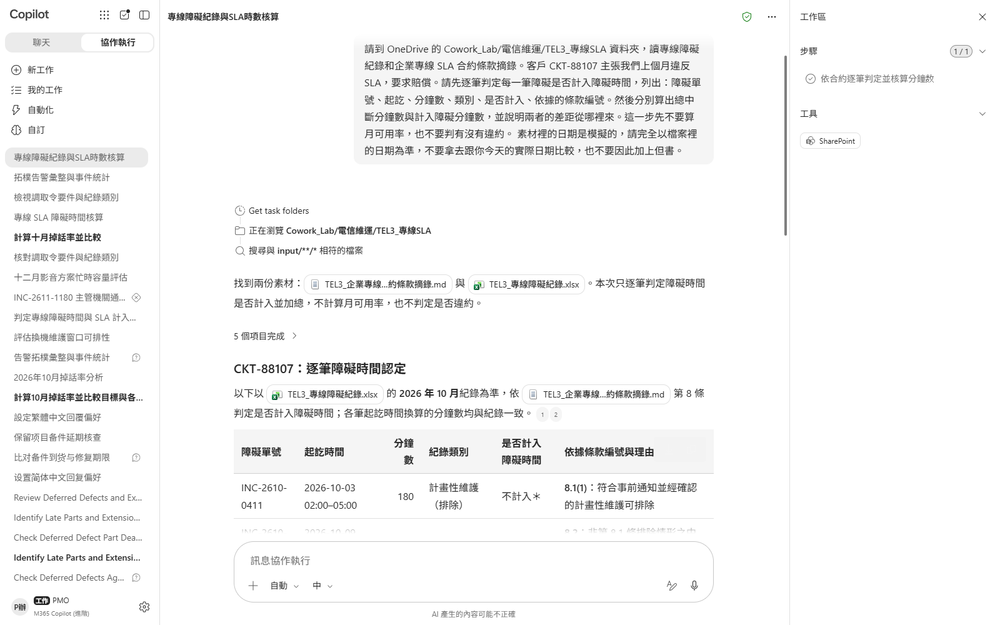 Copilot
聊天
協作執行
新工作
我的工作
自動化
自訂
專線障礙紀錄與SLA時數核算
拓樸告警彙整與事件統計
檢視調取令要件與紀錄類別
專線 SLA 障礙時間核算
計算十月掉話率並比較
核對調取令要件與紀錄類別
十二月影音方案忙時容量評估
INC-2611-1180 主管機關通...
判定專線障礙時間與 SLA 計入...
評估換機維護窗口可排性
告警拓樸彙整與事件統計
2026年10月掉話率分析
計算10月掉話率並比較目標與各...
設定繁體中文回覆偏好
保留项目备件延期核查
比对备件到货与修复期限
设置简体中文回复偏好
Review Deferred Defects and Ex...
Identify Late Parts and Extensio...
Check Deferred Defect Part Dea...
Identify Late Parts and Extensi...
Check Deferred Defects Ag...
P辦
工作 PMO
M365 Copilot (進階)
專線障礙紀錄與SLA時數核算
請到 OneDrive 的 Cowork_Lab/電信維運/TEL3_專線SLA 資料夾，讀專線障礙
紀錄和企業專線 SLA 合約條款摘錄。客戶 CKT-88107 主張我們上個月違反
SLA，要求賠償。請先逐筆判定每一筆障礙是否計入障礙時間，列出：障礙單
號、起訖、分鐘數、類別、是否計入、依據的條款編號。然後分別算出總中
斷分鐘數與計入障礙分鐘數，並說明兩者的差距從哪裡來。這一步先不要算
月可用率，也不要判有沒有違約。 素材裡的日期是模擬的，請完全以檔案裡
的日期為準，不要拿去跟你今天的實際日期比較，也不要因此加上但書。
Get task folders
正在瀏覽 Cowork_Lab/電信維運/TEL3_專線SLA
搜尋與 input/**/* 相符的檔案
找到兩份素材： TEL3_企業專線...約條款摘錄.md 與 TEL3_專線障礙紀錄.xlsx 。本次只逐筆判定障礙時間
是否計入並加總，不計算月可用率，也不判定是否違約。
5 個項目完成
CKT-88107：逐筆障礙時間認定
以下以 TEL3_專線障礙紀錄.xlsx 的 2026 年 10 月紀錄為準，依 TEL3_企業專線...約條款摘錄.md 第 8 條
判定是否計入障礙時間；各筆起訖時間換算的分鐘數均與紀錄一致。 1 2
障礙單號 起訖時間 分鐘數 紀錄類別 是否計入障礙時間 依據條款編號與理由
INC-2610-0411 2026-10-03 02:00–05:00 180 計畫性維護（排除） 不計入＊ 8.1(1)：符合事前通知並經確認的計畫性維護可排除
INC-2610- 2026-10-09 8.2：非第 8.1 條排除情形之中
訊息協作執行
自動
中
AI 產生的內容可能不正確
工作區
步驟
1 / 1
依合約逐筆判定並核算分鐘数
工具
SharePoint